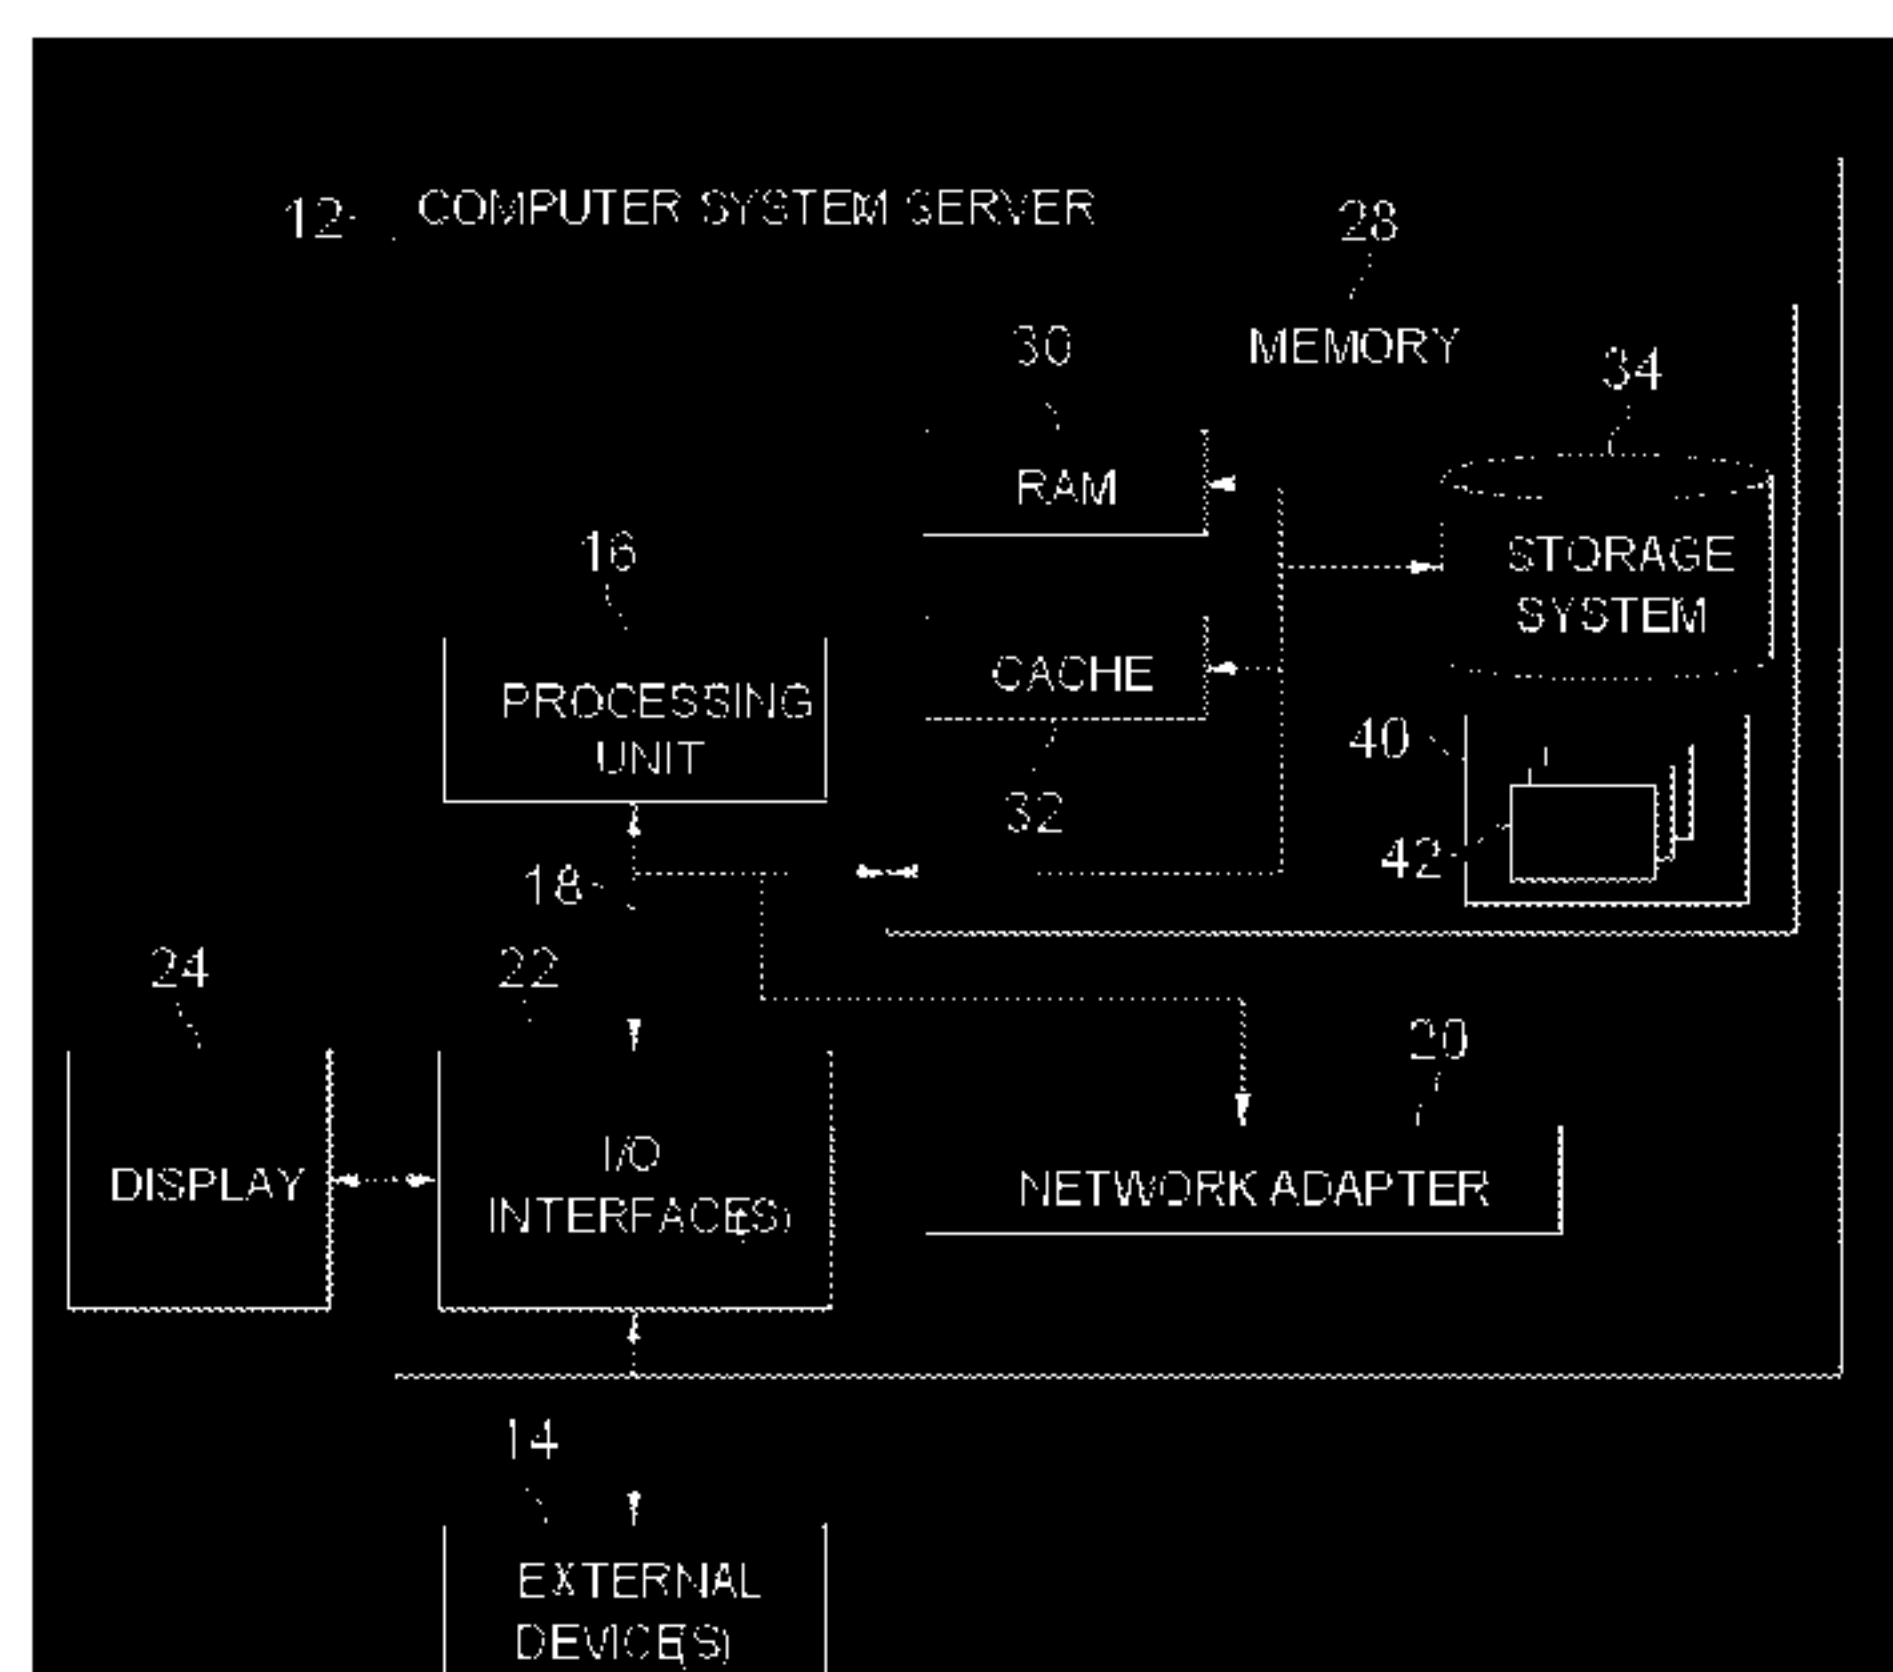 12
COMPUTER SYSTEM SERVER
28
MEMORY
30
34
RAM
16
STORAGE
SYSTEM
PROCESSING
UNIT
CACHE
40
32
42
18
24
22
20
DISPLAY
I/O
INTERFACE(S)
NETWORK ADAPTER
14
EXTERNAL
DEVICE(S)